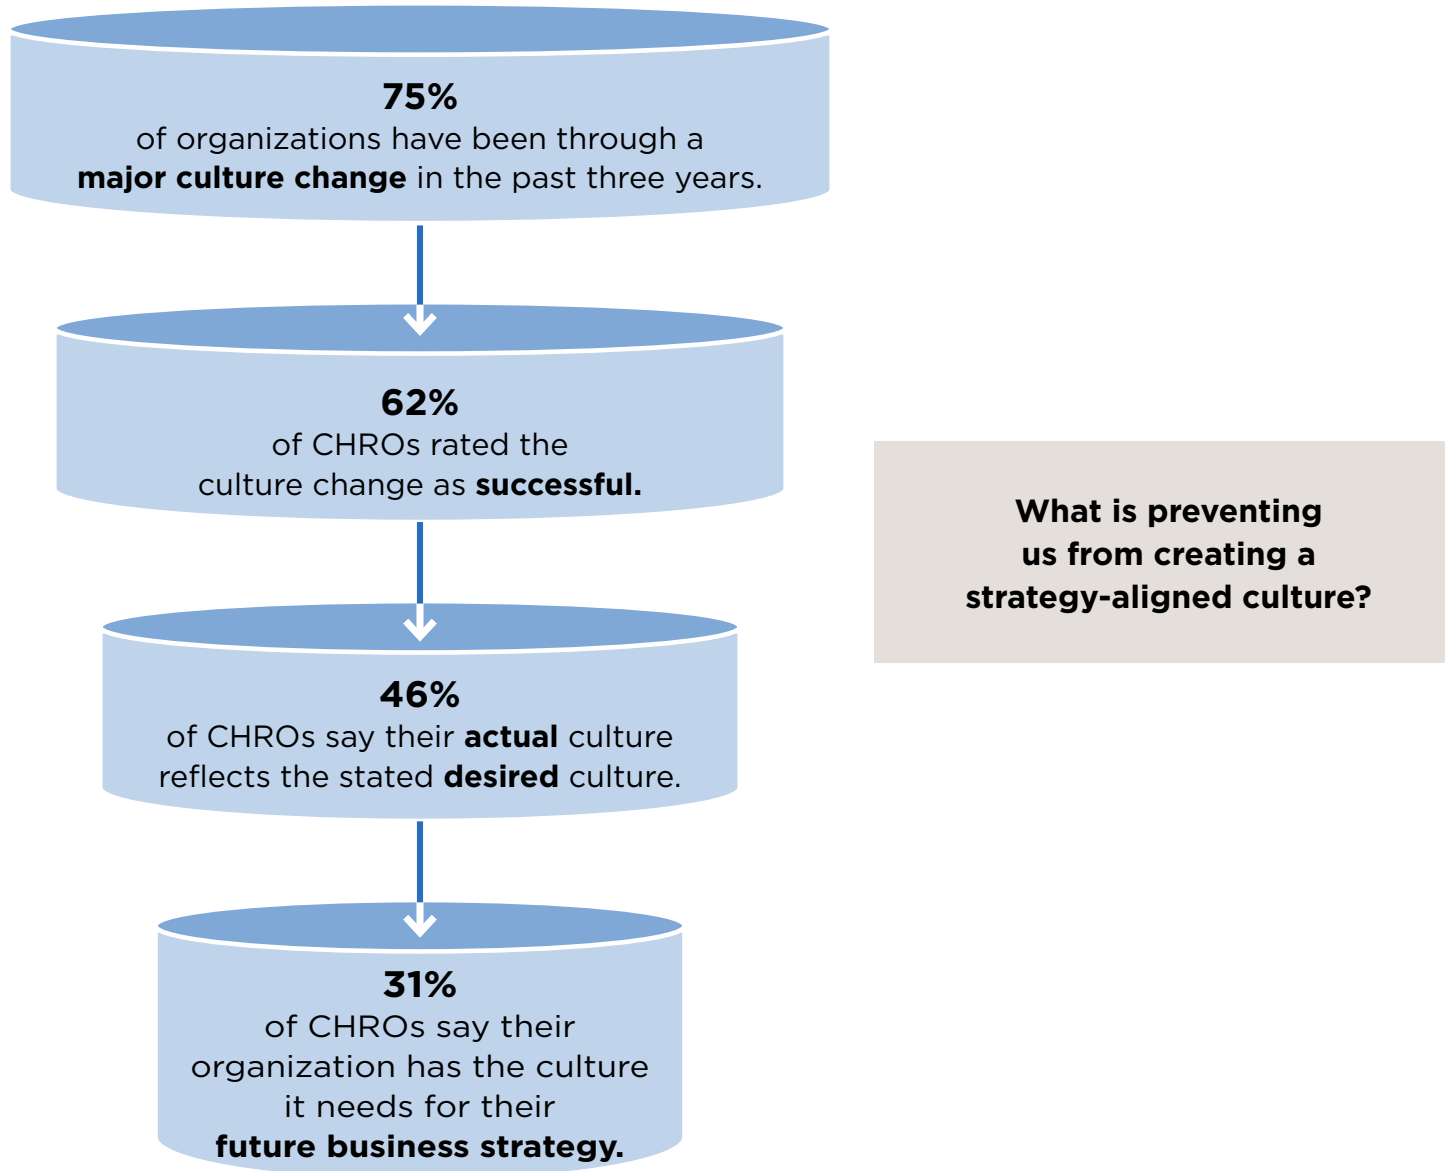 75%
of organizations have been through a
major culture change in the past three years.
62%
of CHROs rated the
culture change as successful.
46%
of CHROs say their actual culture
reflects the stated desired culture.
31%
of CHROs say their
organization has the culture
it needs for their
future business strategy.
What is preventing
us from creating a
strategy-aligned culture?